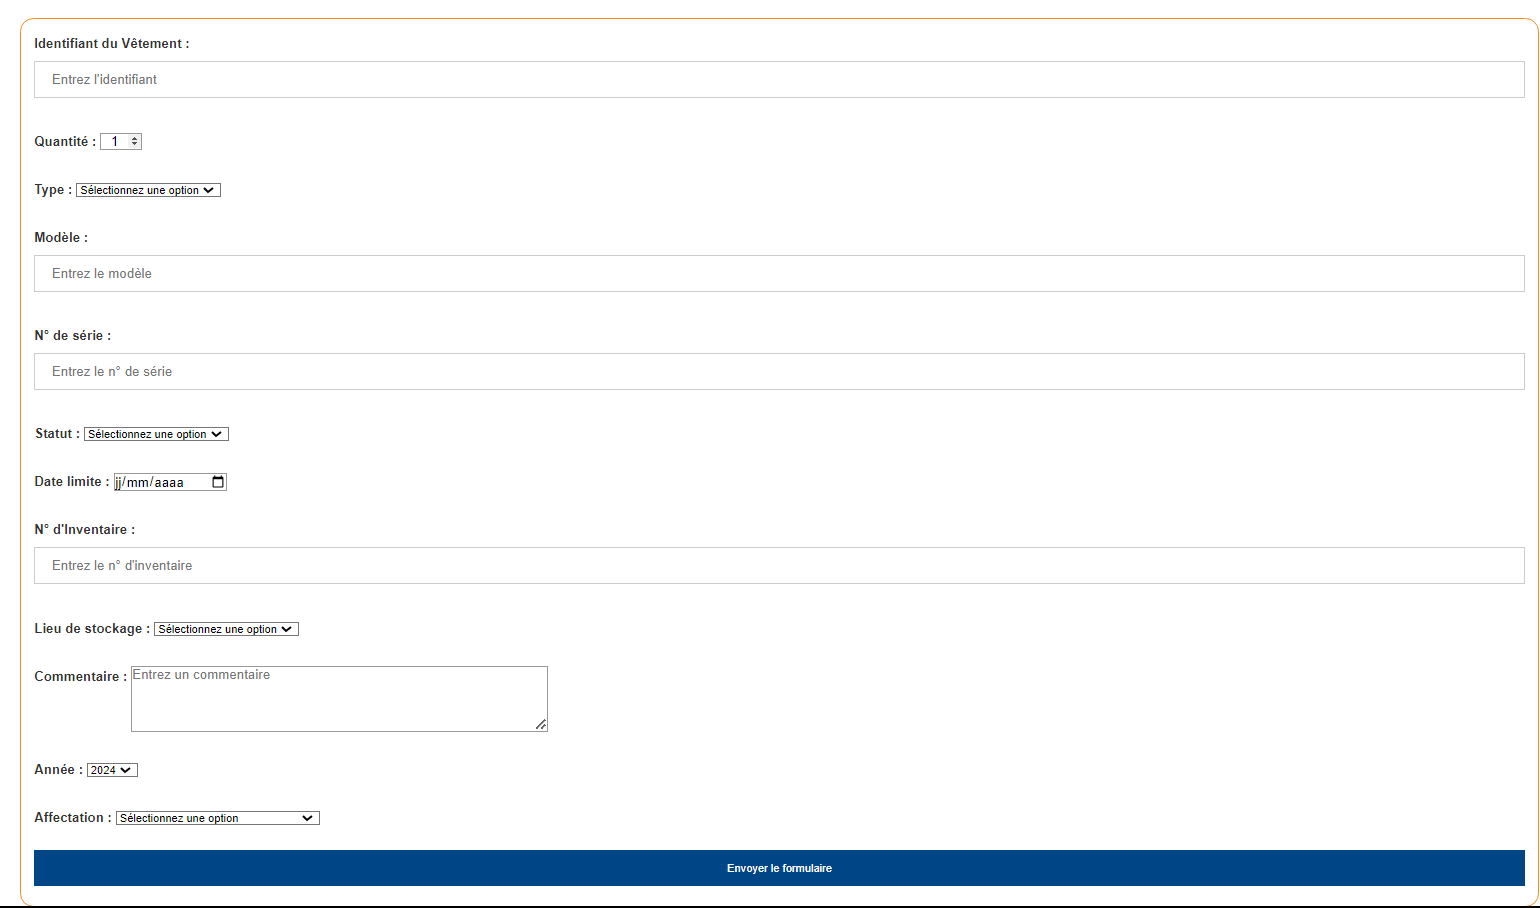 Identifiant du Vêtement :
Entrez l'identifiant
Quantité : 1
Type : Sélectionnez une option
Modèle :
Entrez le modèle
N° de série :
Entrez le n° de série
Statut : Sélectionnez une option
Date limite : jj/mm/aaaa
N° d'Inventaire :
Entrez le n° d'inventaire
Lieu de stockage : Sélectionnez une option
Commentaire : Entrez un commentaire
Année : 2024
Affectation : Sélectionnez une option
Envoyer le formulaire